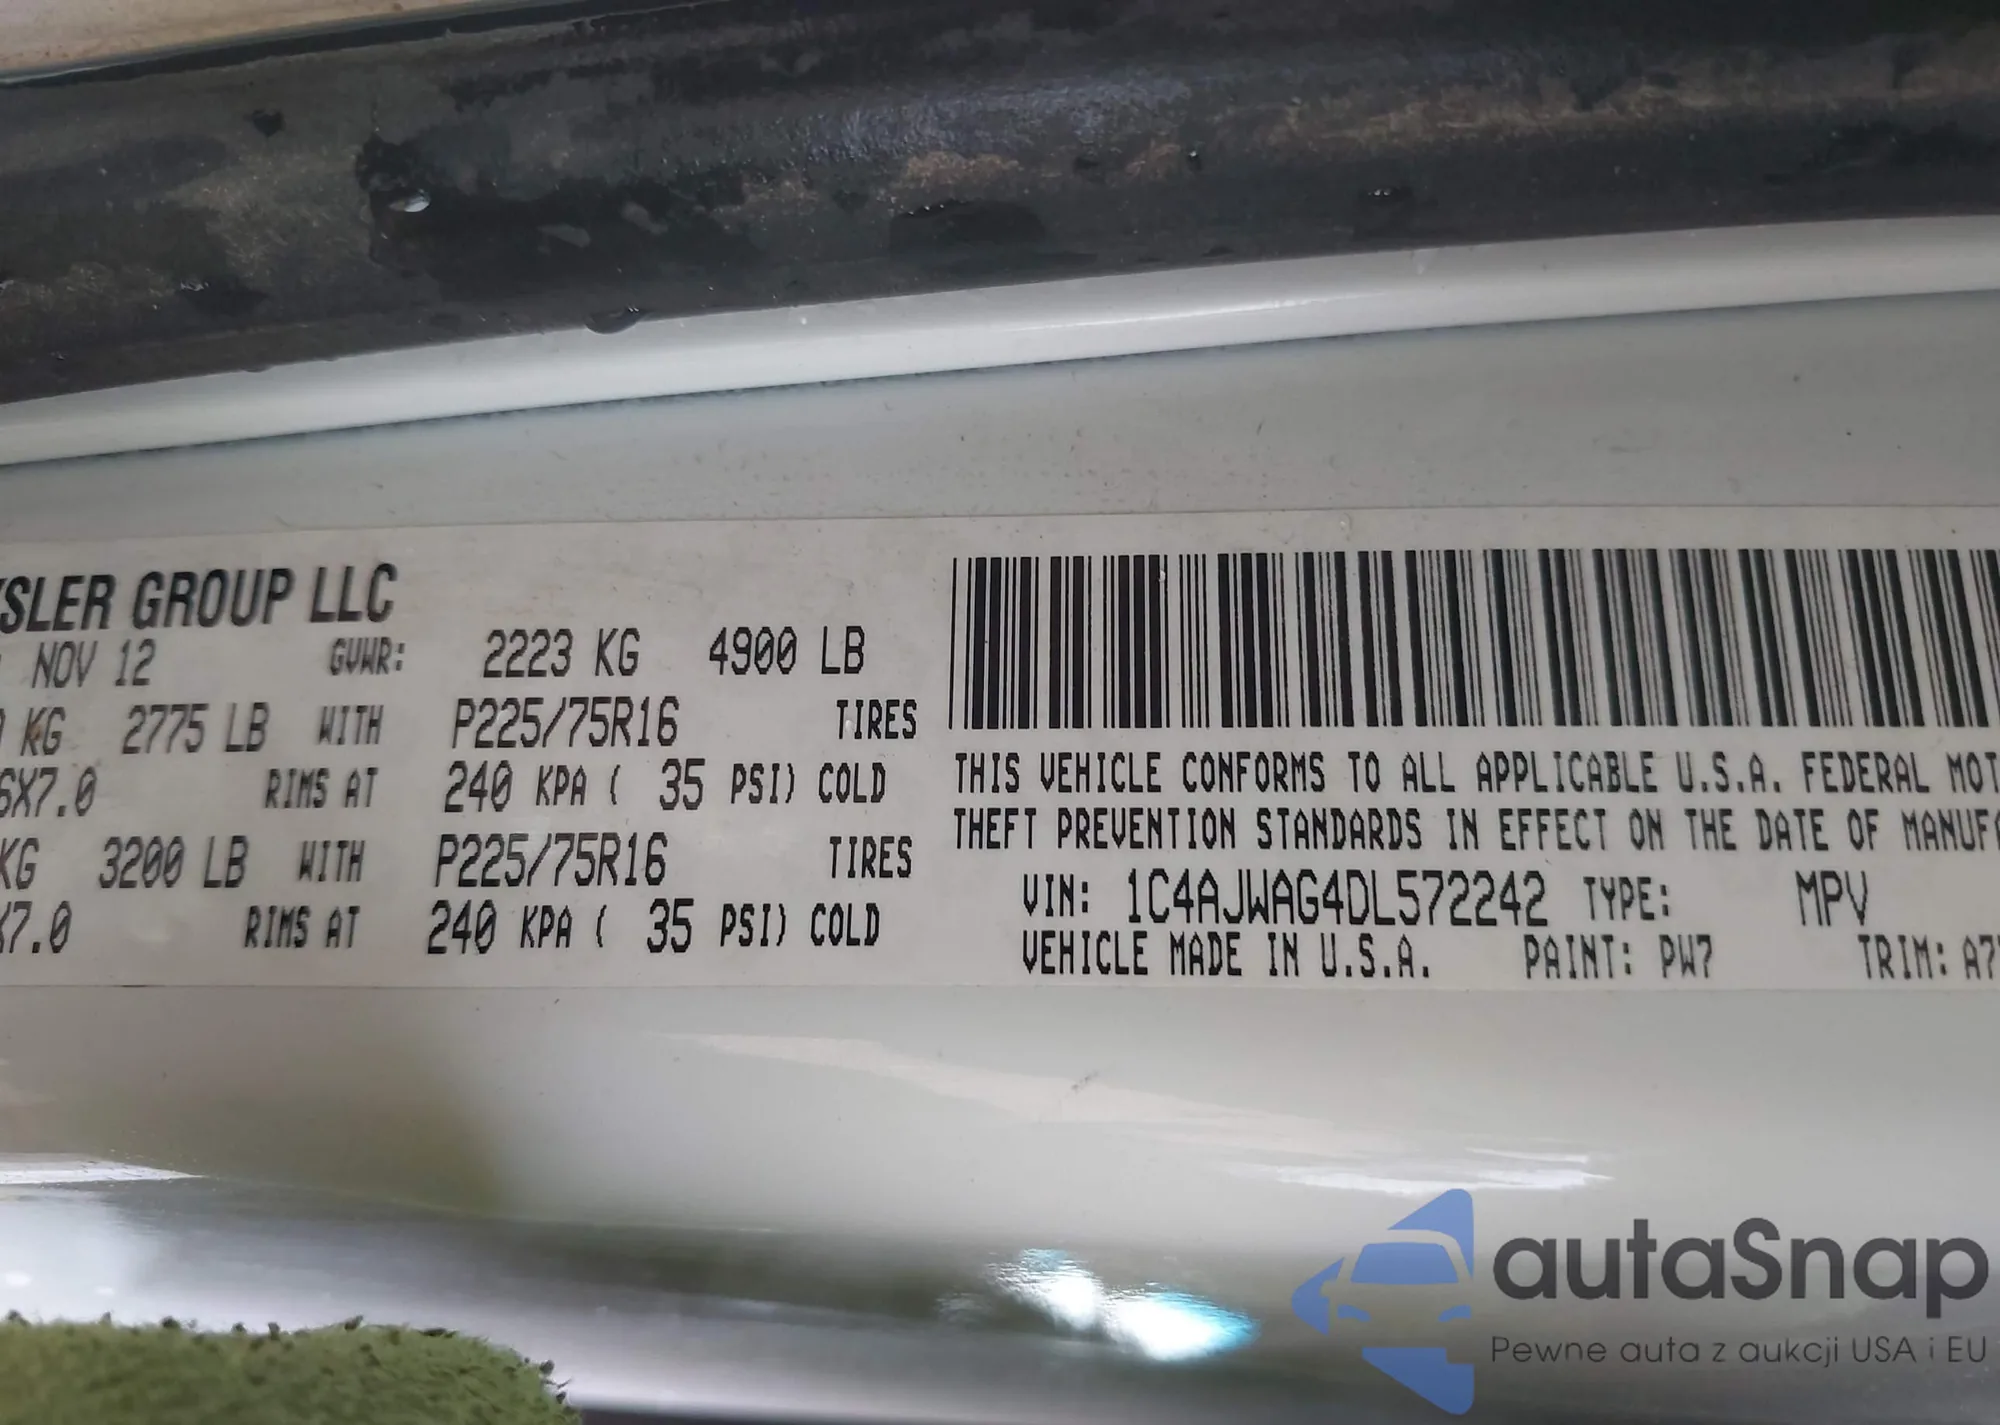 YSLER GROUP LLC
NOV 12 GVWR: 2223 KG 4900 LB
KG 2775 LB WITH P225/75R16 TIRES
6X7.0 RIMS AT 240 KPA ( 35 PSI) COLD
KG 3200 LB WITH P225/75R16 TIRES
X7.0 RIMS AT 240 KPA ( 35 PSI) COLD
THIS VEHICLE CONFORMS TO ALL APPLICABLE U.S.A. FEDERAL MOT
THEFT PREVENTION STANDARDS IN EFFECT ON THE DATE OF MANUFA
VIN: 1C4AJWAG4DL572242 TYPE: MPV
VEHICLE MADE IN U.S.A. PAINT: PW7 TRIM: A7
autaSnap
Pewne auta z aukcji USA i EU